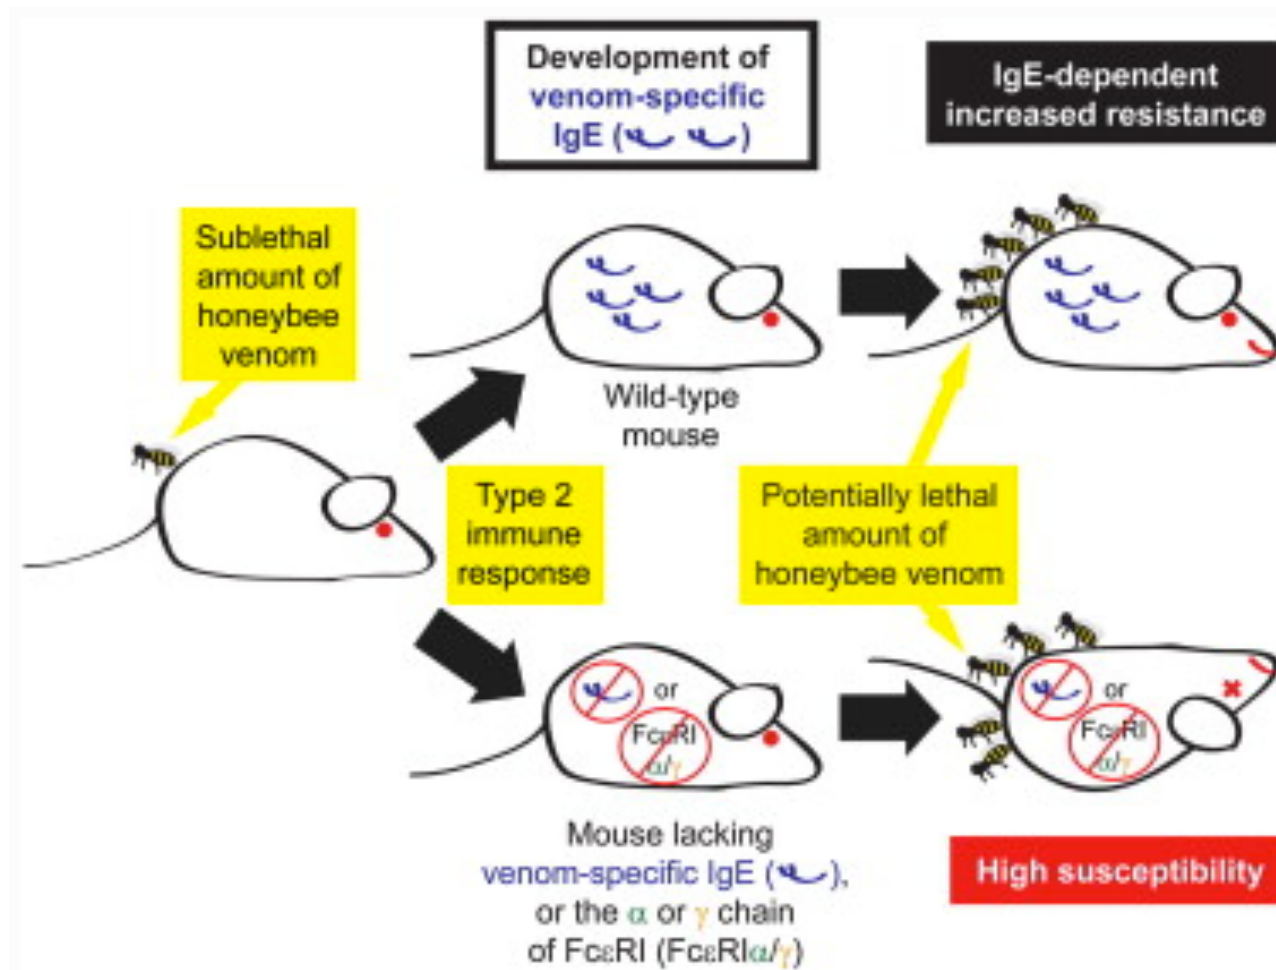 Development of
venom-specific
IgE ( )
IgE-dependent
increased resistance
Sublethal
amount of
honeybee
venom
Wild-type
mouse
Type 2
immune
response
Potentially lethal
amount of
honeybee venom
or
FcεRI
α/γ
or
FcεRI
α/γ
Mouse lacking
venom-specific IgE ( ),
or the α or γ chain
of FcεRI (FcεRIα/γ)
High susceptibility